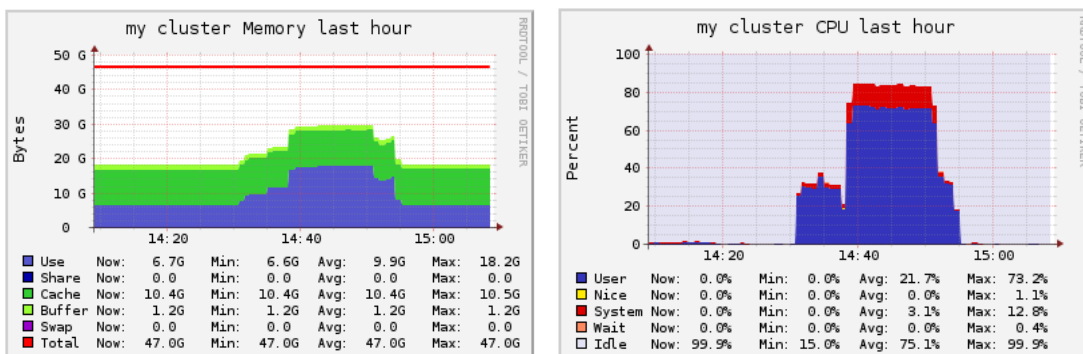 my cluster Memory last hour
RRDTOOL / TOBI OETIKER
Bytes
50 G
40 G
30 G
20 G
10 G
0
14:20 14:40 15:00
Use Now: 6.7G Min: 6.6G Avg: 9.9G Max: 18.2G
Share Now: 0.0 Min: 0.0 Avg: 0.0 Max: 0.0
Cache Now: 10.4G Min: 10.4G Avg: 10.4G Max: 10.5G
Buffer Now: 1.2G Min: 1.2G Avg: 1.2G Max: 1.2G
Swap Now: 0.0 Min: 0.0 Avg: 0.0 Max: 0.0
Total Now: 47.0G Min: 47.0G Avg: 47.0G Max: 47.0G
my cluster CPU last hour
RRDTOOL / TOBI OETIKER
Percent
100
80
60
40
20
0
14:20 14:40 15:00
User Now: 0.0% Min: 0.0% Avg: 21.7% Max: 73.2%
Nice Now: 0.0% Min: 0.0% Avg: 0.0% Max: 1.1%
System Now: 0.0% Min: 0.0% Avg: 3.1% Max: 12.8%
Wait Now: 0.0% Min: 0.0% Avg: 0.0% Max: 0.4%
Idle Now: 99.9% Min: 15.0% Avg: 75.1% Max: 99.9%